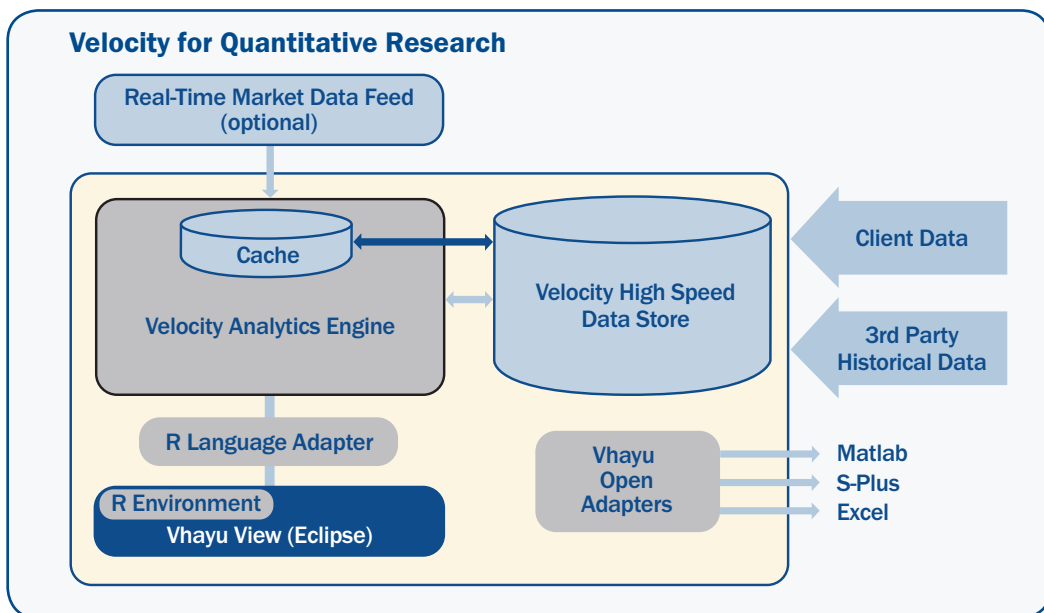 Velocity for Quantitative Research
Real-Time Market Data Feed
(optional)
Cache
Velocity Analytics Engine
Velocity High Speed
Data Store
Client Data
3rd Party
Historical Data
R Language Adapter
R Environment
Vhayu View (Eclipse)
Vhayu
Open
Adapters
Matlab
S-Plus
Excel